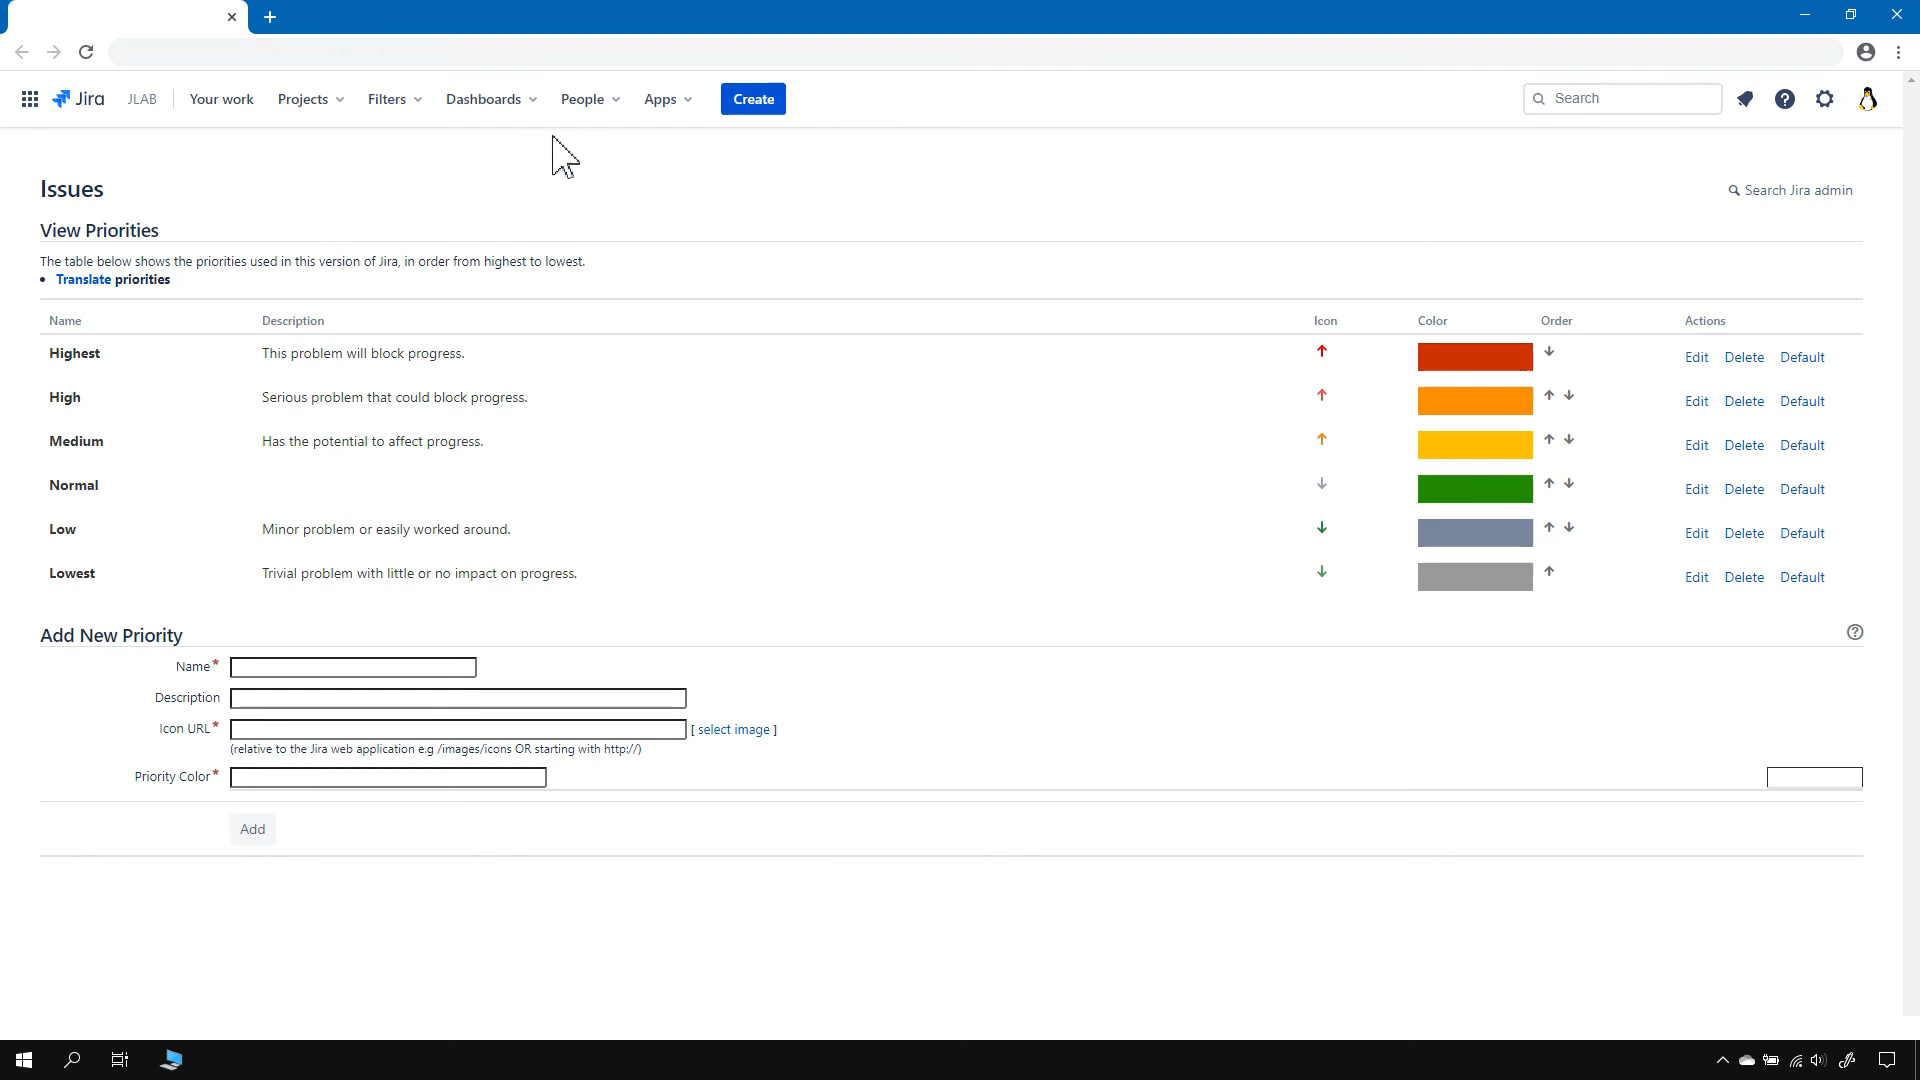 Jira JLAB Your work Projects Filters Dashboards People Apps Create Search
Issues
Search Jira admin
View Priorities
The table below shows the priorities used in this version of Jira, in order from highest to lowest.
• Translate priorities
Name Description Icon Color Order Actions
Highest This problem will block progress. Edit Delete Default
High Serious problem that could block progress. Edit Delete Default
Medium Has the potential to affect progress. Edit Delete Default
Normal Edit Delete Default
Low Minor problem or easily worked around. Edit Delete Default
Lowest Trivial problem with little or no impact on progress. Edit Delete Default
Add New Priority
Name*
Description
Icon URL* [ select image ]
(relative to the Jira web application e.g /images/icons OR starting with http://)
Priority Color*
Add